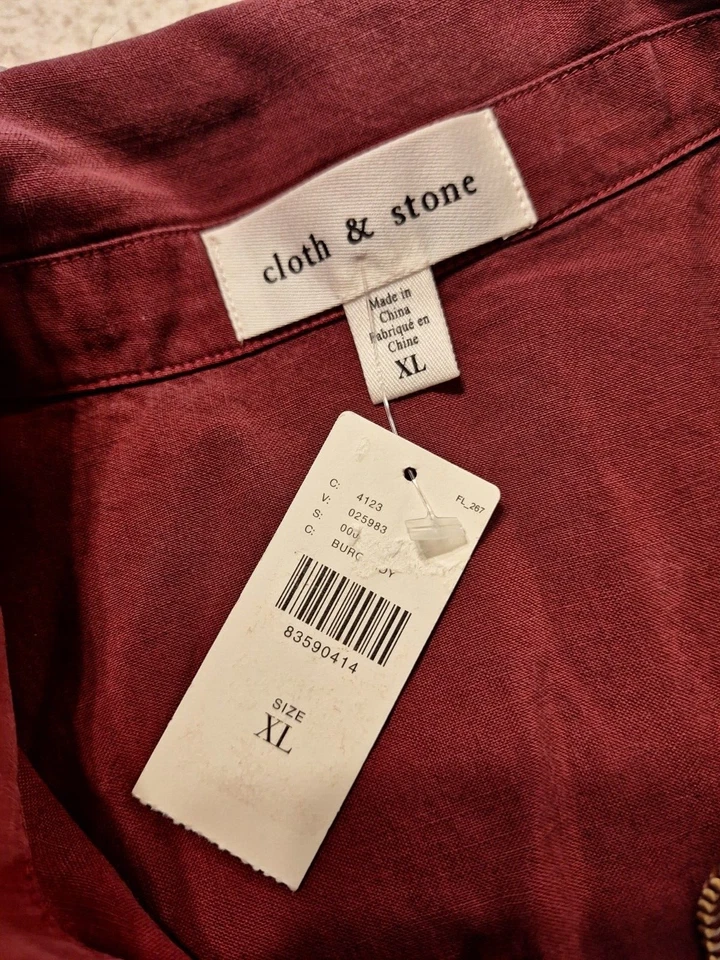 cloth & stone
Made in
China
Fabriqué en
Chine
XL
FL_267
C: 4123
V: 025983
S:
C:
83590414
SIZE
XL